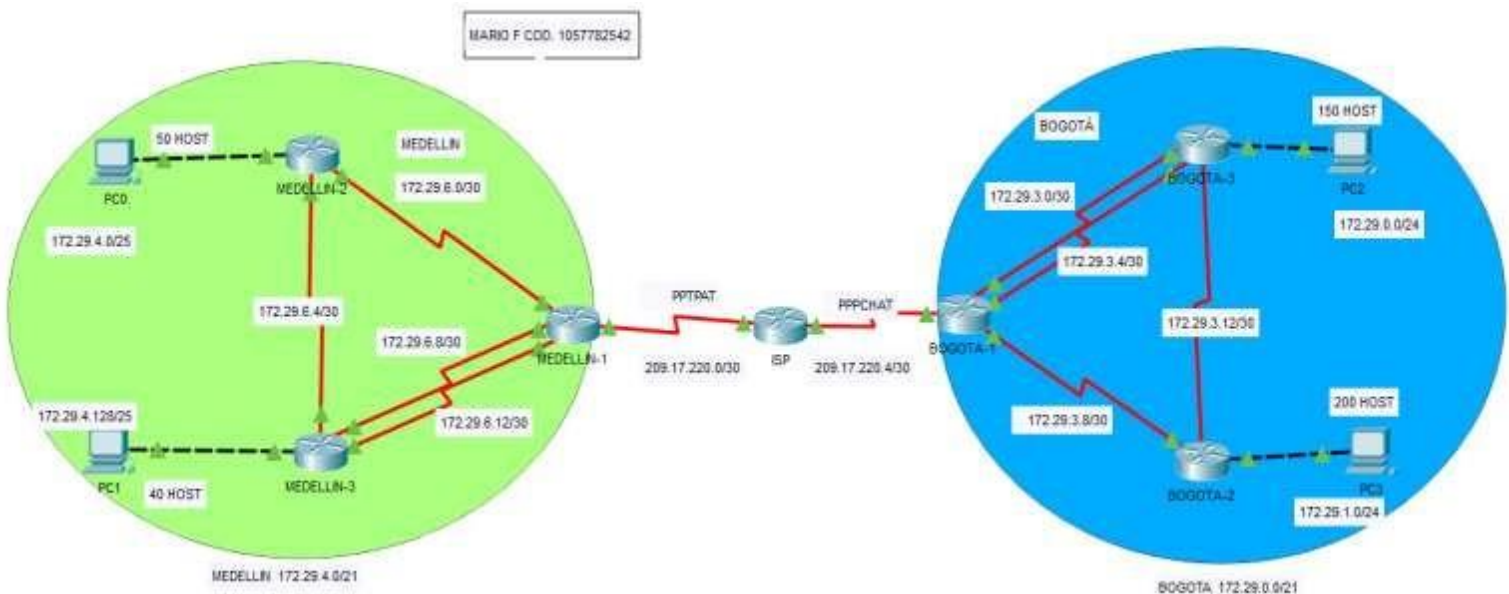 MARIO F COD. 1057782542
50 HOST
MEDELLIN
172.29.6.0/30
MEDELLIN-2
PC0
172.29.4.0/25
172.29.6.4/30
172.29.6.8/30
MEDELLIN-1
172.29.6.12/30
172.29.4.128/25
PC1
40 HOST
MEDELLIN-3
MEDELLIN 172.29.4.0/21
PPTPAT
209.17.220.0/30
ISP
PPPCHAT
209.17.220.4/30
BOGOTÁ
150 HOST
BOGOTA-3
PC2
172.29.3.0/30
172.29.0.0/24
172.29.3.4/30
BOGOTA-1
172.29.3.12/30
172.29.3.8/30
200 HOST
BOGOTA-2
PC3
172.29.1.0/24
BOGOTA 172.29.0.0/21